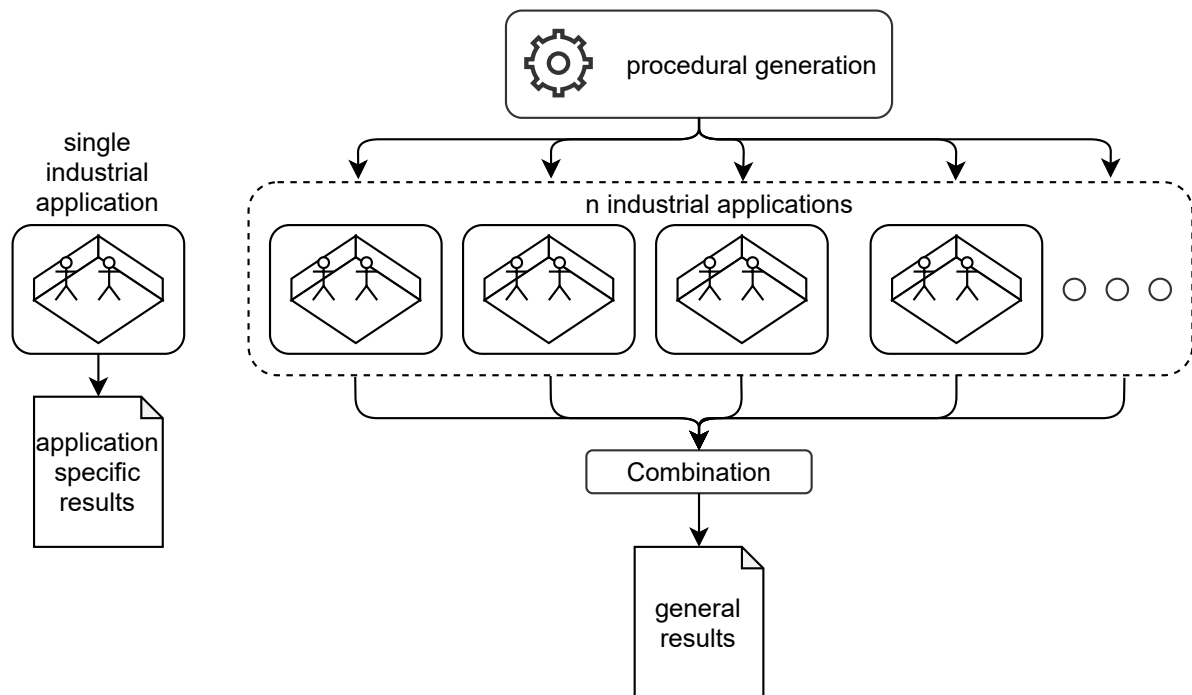 procedural generation
single
industrial
application
n industrial applications
application
specific
results
Combination
general
results